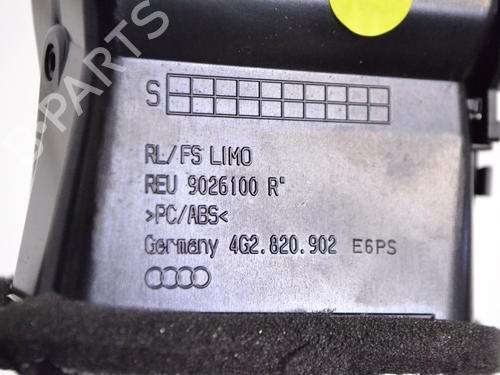 B-PARTS
S
RL/FS LIMO
REU 9026100 R"
>PC/ABS<
Germany 4G2.820.902 E6PS